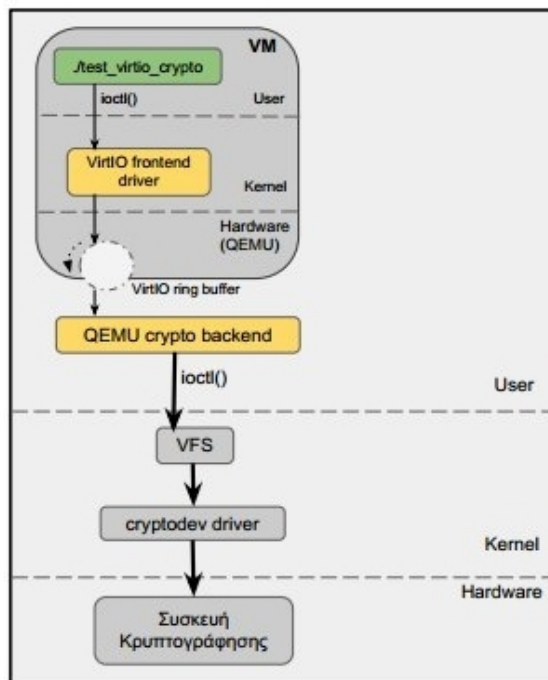 VM
./test_virtio_crypto
ioctl()
User
VirtIO frontend
driver
Kernel
Hardware
(QEMU)
VirtIO ring buffer
QEMU crypto backend
ioctl()
User
VFS
cryptodev driver
Kernel
Hardware
Συσκευή
Κρυπτογράφησης